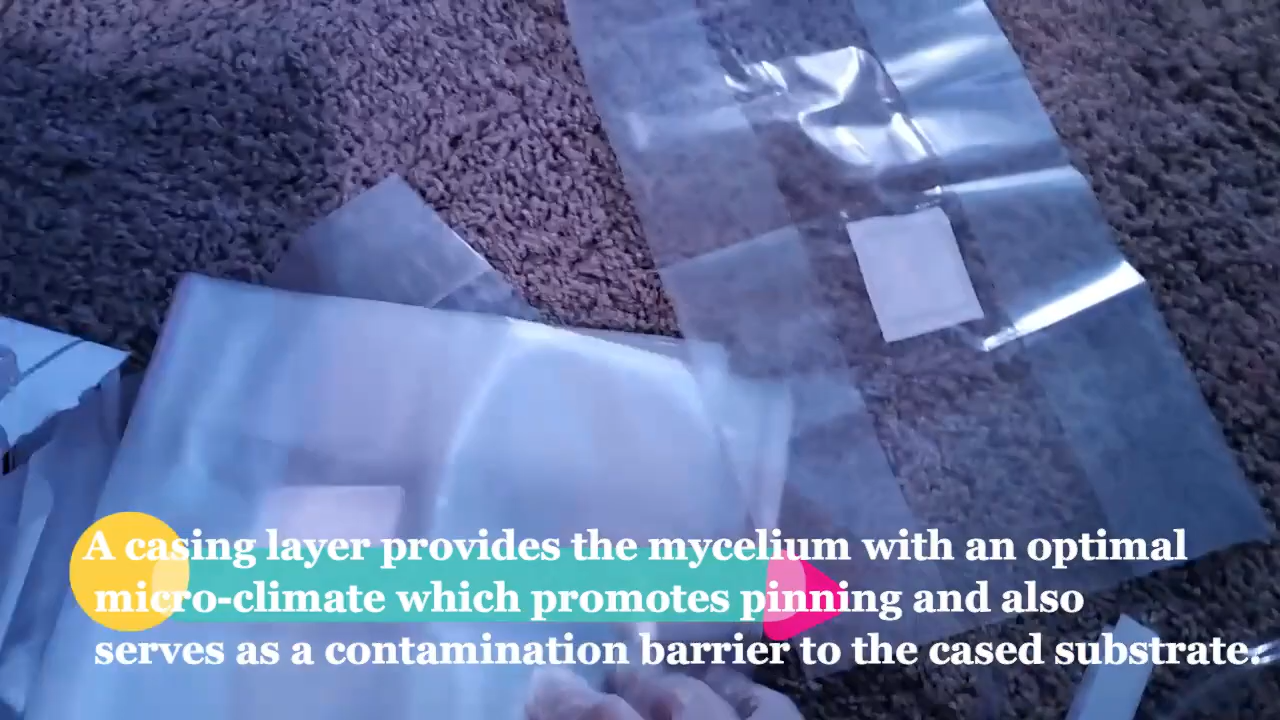 A casing layer provides the mycelium with an optimal
micro-climate which promotes pinning and also
serves as a contamination barrier to the cased substrate.